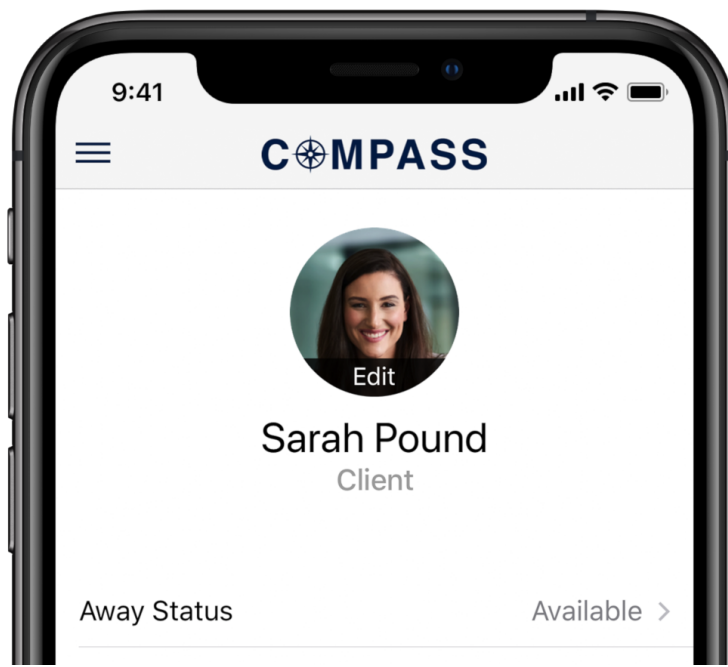 9:41
COMPASS
Edit
Sarah Pound
Client
Away Status Available